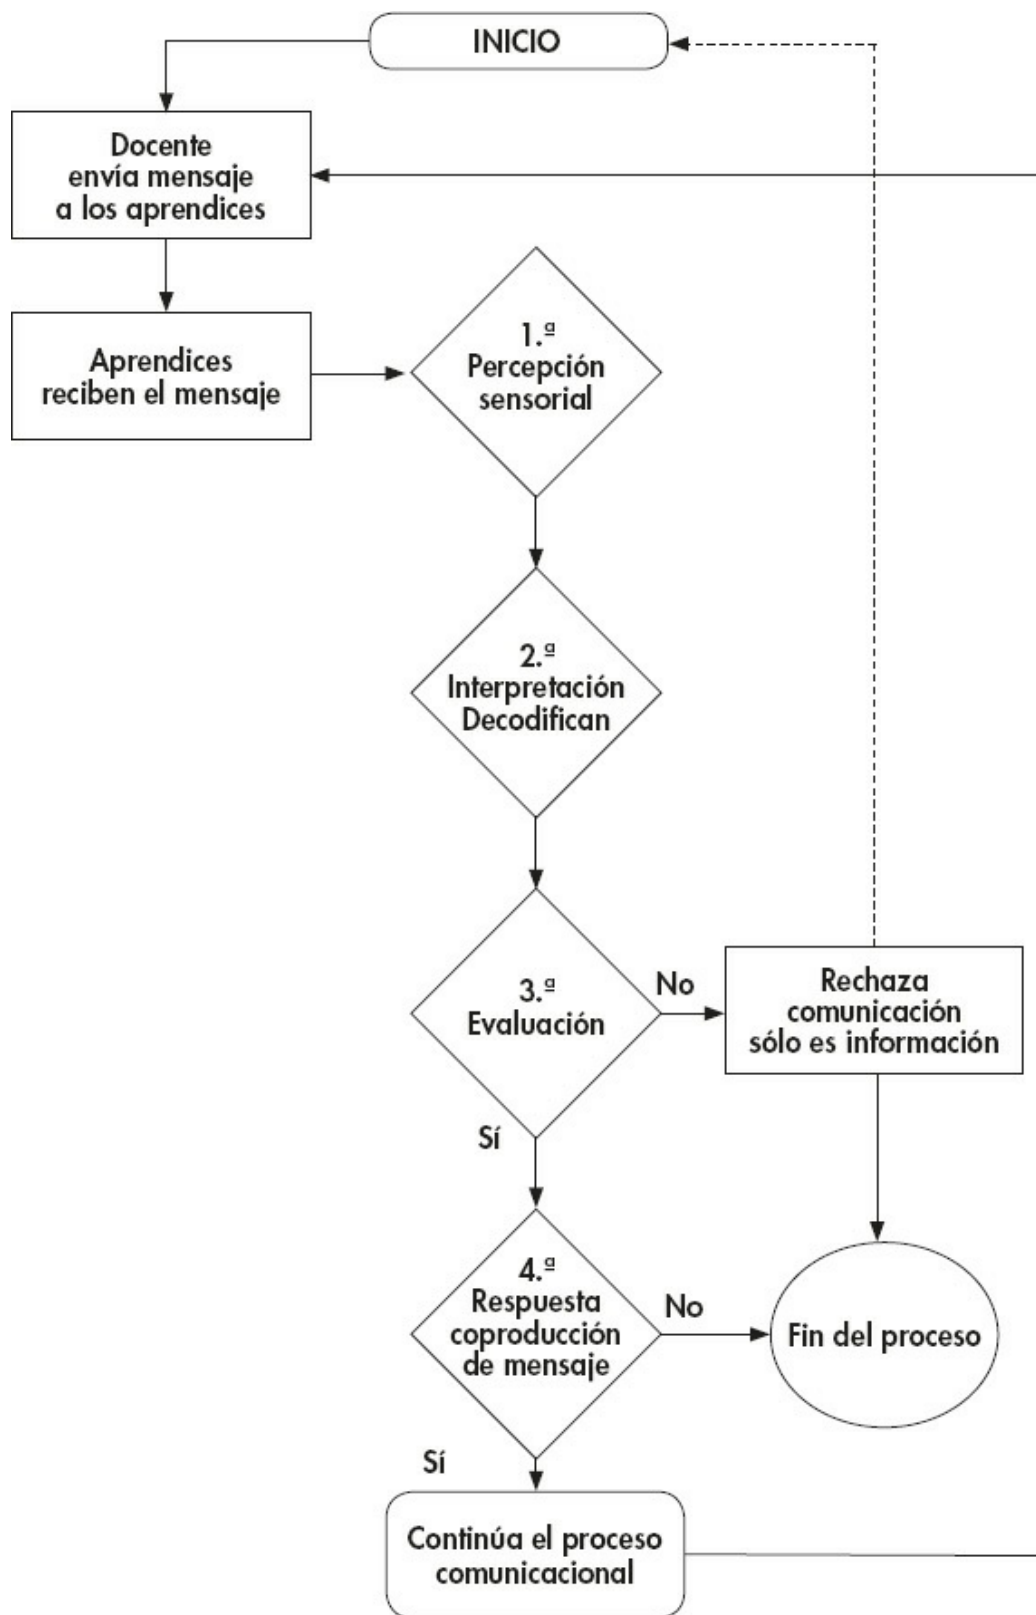 INICIO
Docente
envía mensaje
a los aprendices
Aprendices
reciben el mensaje
1.ª
Percepción
sensorial
2.ª
Interpretación
Decodifican
3.ª
Evaluación
No
Rechaza
comunicación
sólo es información
Sí
4.ª
Respuesta
coproducción
de mensaje
No
Fin del proceso
Sí
Continúa el proceso
comunicacional